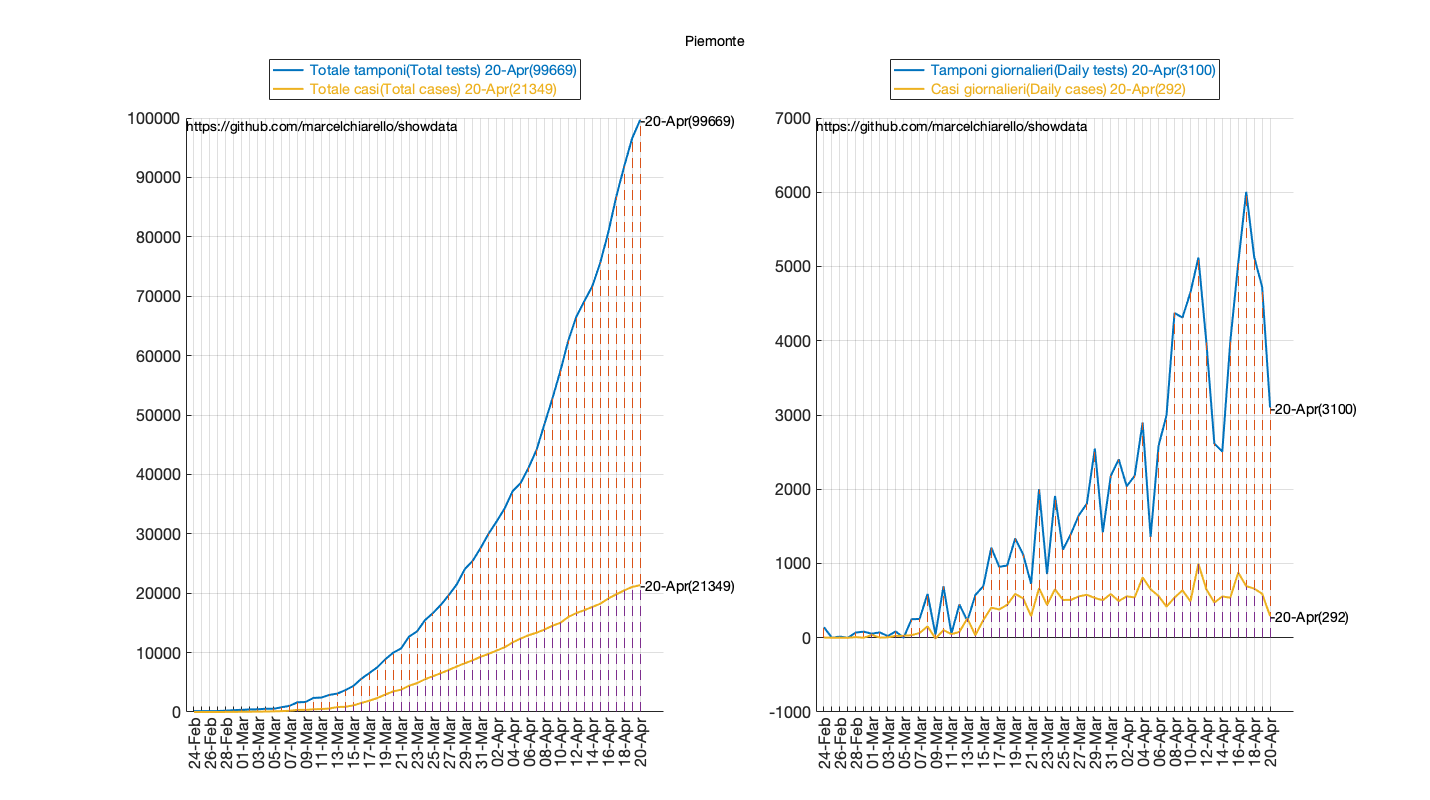 Piemonte
Totale tamponi(Total tests) 20-Apr(99669)
Totale casi(Total cases) 20-Apr(21349)
https://github.com/marcelchiarello/showdata
100000
90000
80000
70000
60000
50000
40000
30000
20000
10000
0
20-Apr(99669)
20-Apr(21349)
24-Feb
26-Feb
28-Feb
01-Mar
03-Mar
05-Mar
07-Mar
09-Mar
11-Mar
13-Mar
15-Mar
17-Mar
19-Mar
21-Mar
23-Mar
25-Mar
27-Mar
29-Mar
31-Mar
02-Apr
04-Apr
06-Apr
08-Apr
10-Apr
12-Apr
14-Apr
16-Apr
18-Apr
20-Apr
Tamponi giornalieri(Daily tests) 20-Apr(3100)
Casi giornalieri(Daily cases) 20-Apr(292)
https://github.com/marcelchiarello/showdata
7000
6000
5000
4000
3000
2000
1000
0
-1000
20-Apr(3100)
20-Apr(292)
24-Feb
26-Feb
28-Feb
01-Mar
03-Mar
05-Mar
07-Mar
09-Mar
11-Mar
13-Mar
15-Mar
17-Mar
19-Mar
21-Mar
23-Mar
25-Mar
27-Mar
29-Mar
31-Mar
02-Apr
04-Apr
06-Apr
08-Apr
10-Apr
12-Apr
14-Apr
16-Apr
18-Apr
20-Apr